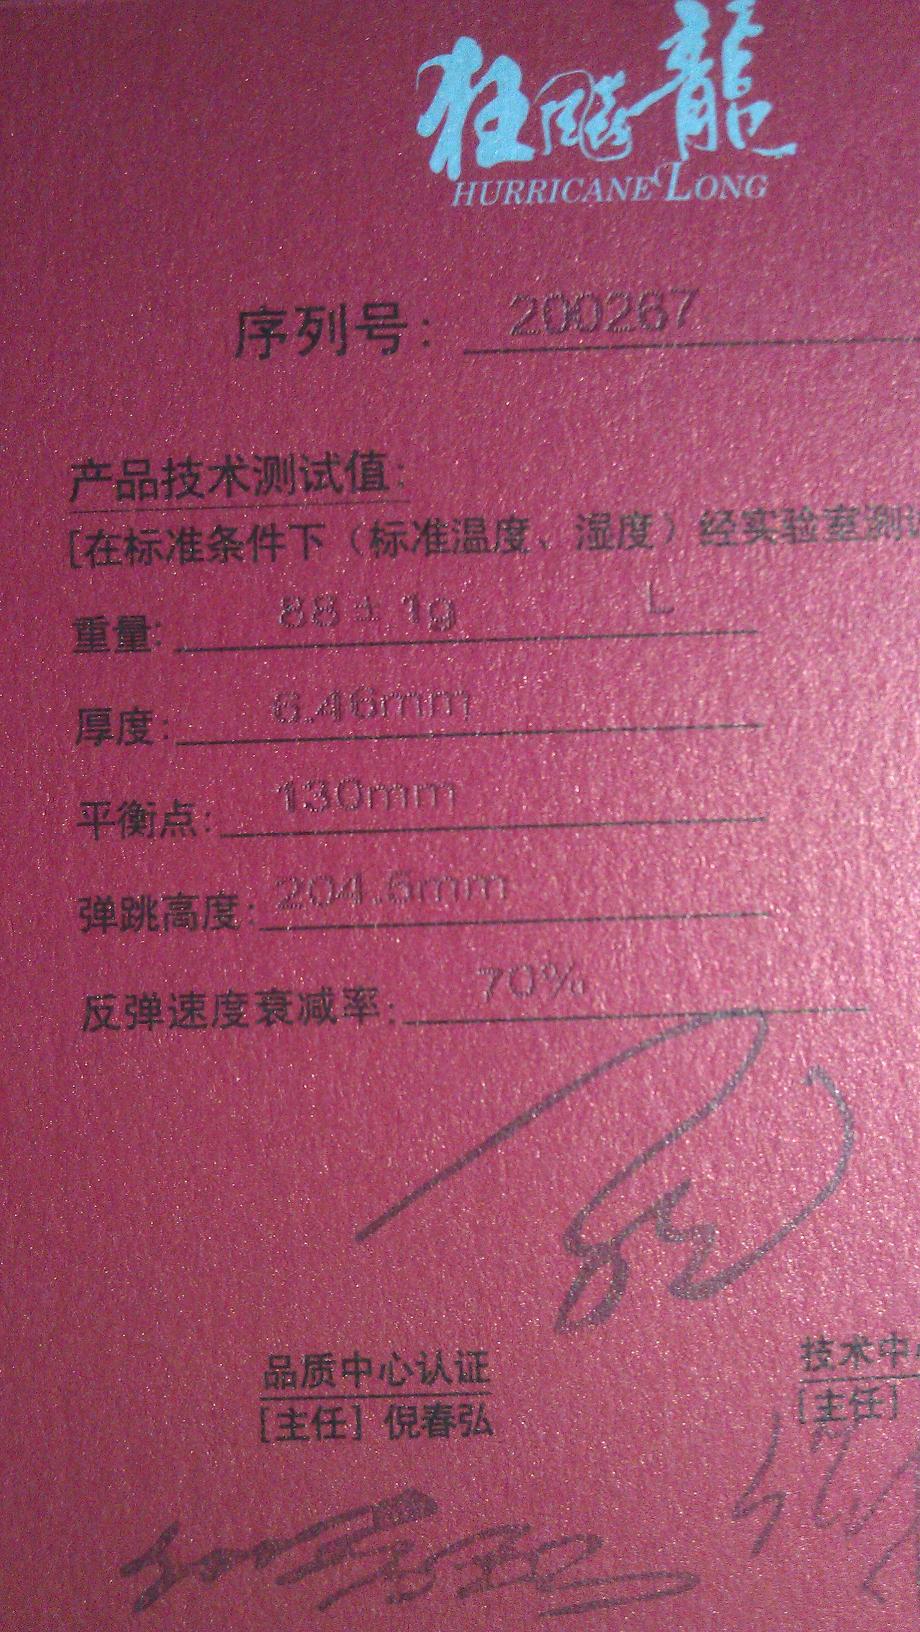 狂飚龍
HURRICANE LONG
序列号: 200267
产品技术测试值:
[在标准条件下（标准温度、湿度）经实验室测
重量: 88±1g L
厚度: 6.46mm
平衡点: 130mm
弹跳高度: 204.5mm
反弹速度衰减率: 70%
品质中心认证 技术中
[主任] 倪春弘 [主任]